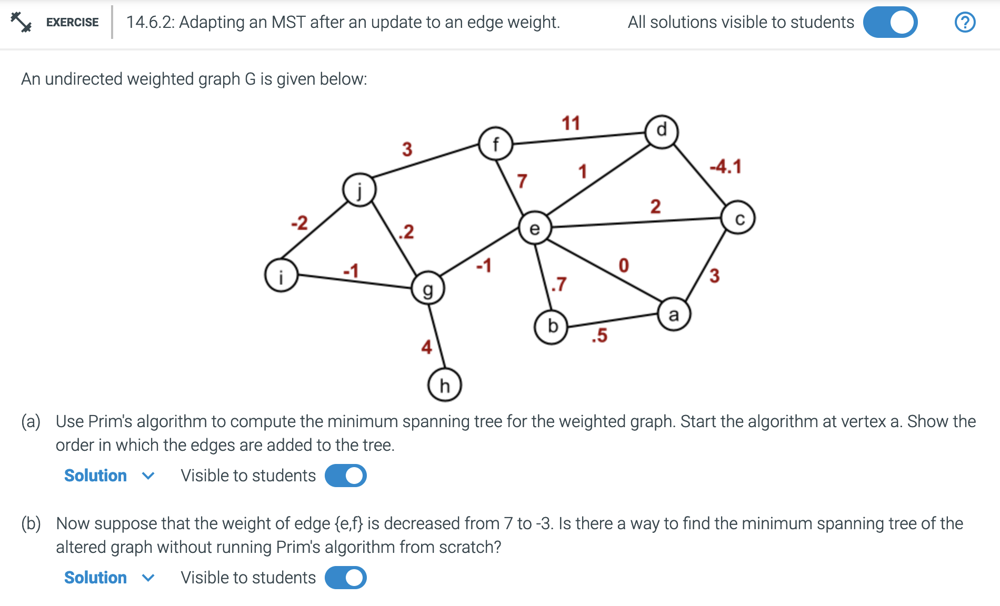 EXERCISE 14.6.2: Adapting an MST after an update to an edge weight. All solutions visible to students ?
An undirected weighted graph G is given below:
11
d
f
3
-4.1
1
7
j
2
c
-2
.2
e
-1
0
-1
3
i
.7
g
a
b
.5
4
h
(a) Use Prim's algorithm to compute the minimum spanning tree for the weighted graph. Start the algorithm at vertex a. Show the
order in which the edges are added to the tree.
Solution Visible to students
(b) Now suppose that the weight of edge {e,f} is decreased from 7 to -3. Is there a way to find the minimum spanning tree of the
altered graph without running Prim's algorithm from scratch?
Solution Visible to students